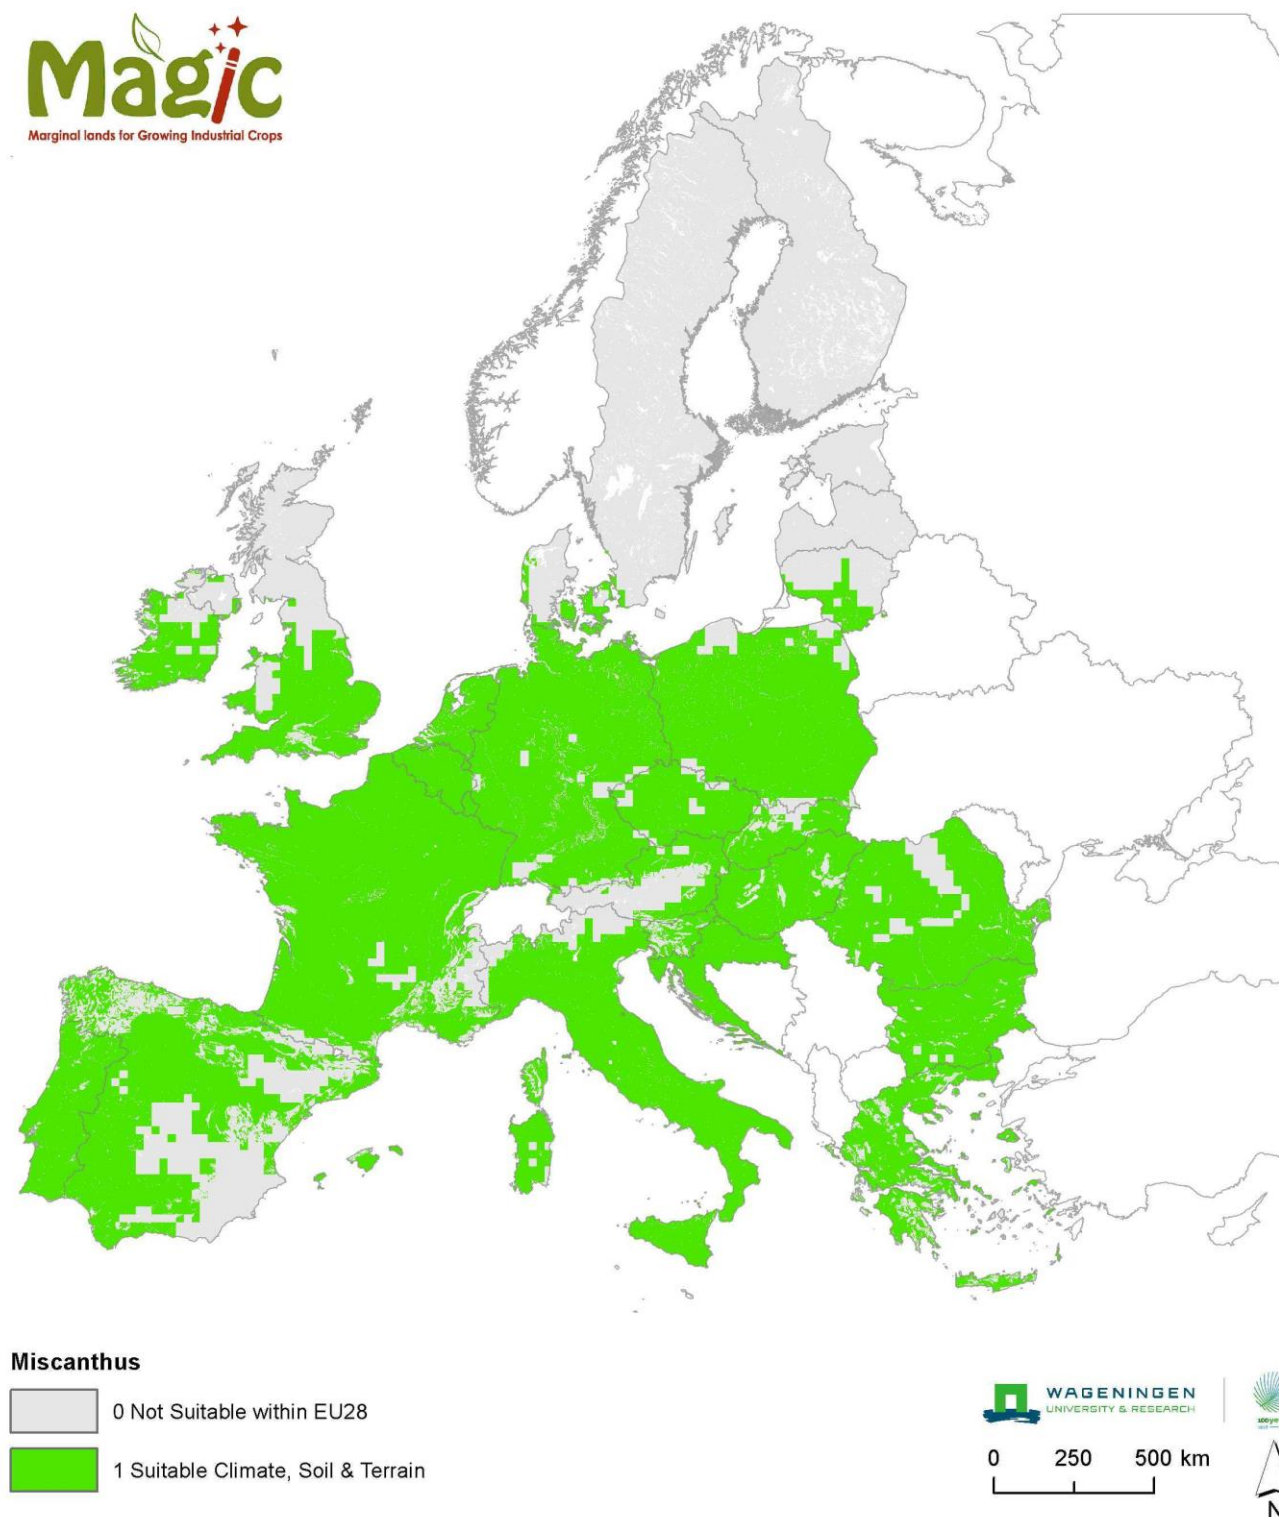 Magic
Marginal lands for Growing Industrial Crops
Miscanthus
0 Not Suitable within EU28
1 Suitable Climate, Soil & Terrain
WAGENINGEN
UNIVERSITY & RESEARCH
0 250 500 km
N